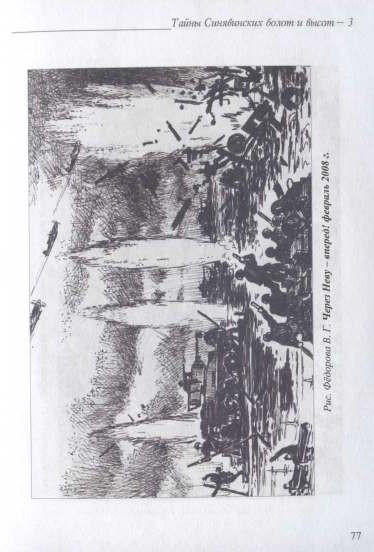 Тайны Синявинских болот и высот – 3
Рис. Фёдорова В. Г. Через Неву – вперед! февраль 2008 г.
77